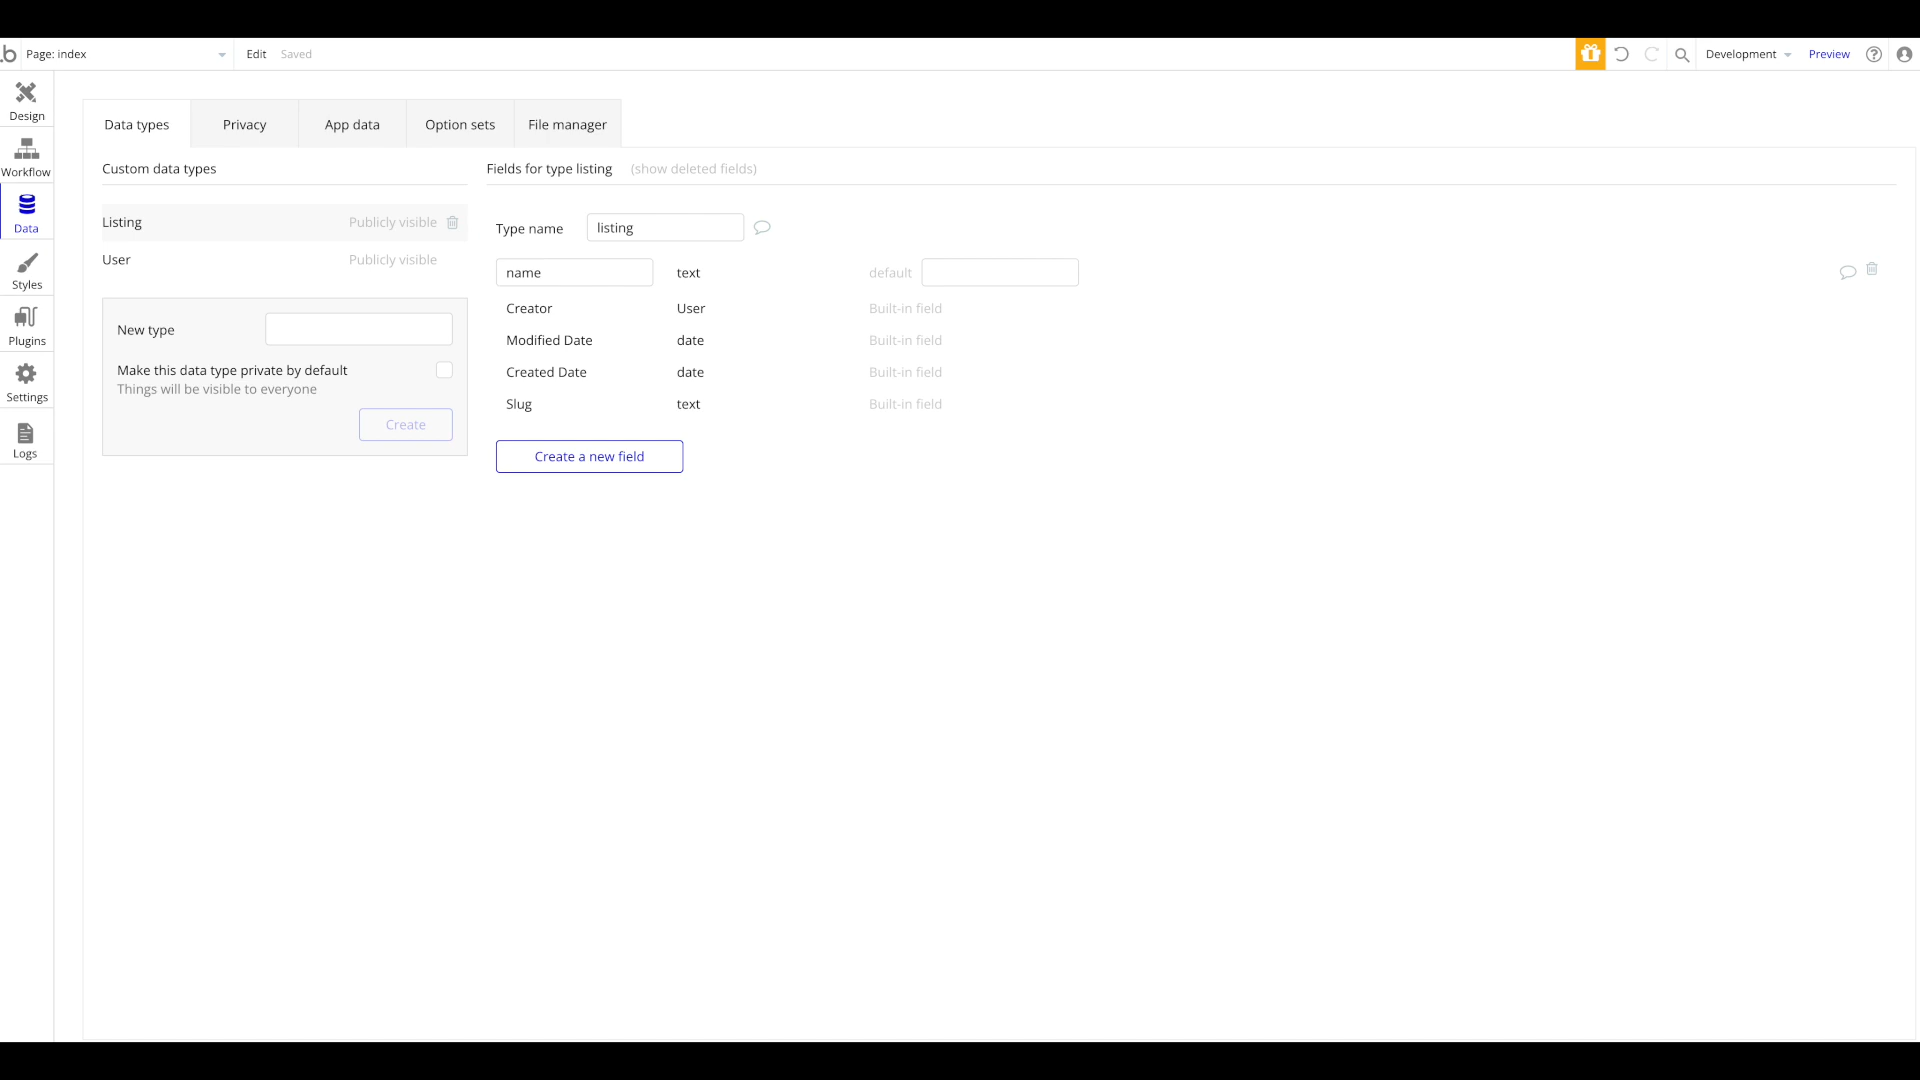 .b Page: index Edit Saved Development Preview ?
Design
Workflow
Data
Styles
Plugins
Settings
Logs
Data types Privacy App data Option sets File manager
Custom data types
Listing Publicly visible
User Publicly visible
New type
Make this data type private by default
Things will be visible to everyone
Create
Fields for type listing (show deleted fields)
Type name listing
name text default
Creator User Built-in field
Modified Date date Built-in field
Created Date date Built-in field
Slug text Built-in field
Create a new field